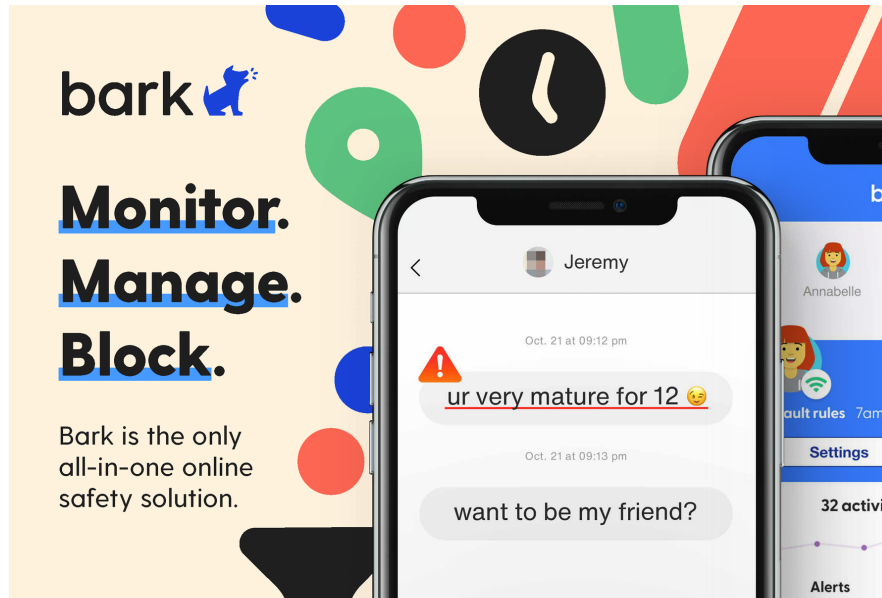 bark
Monitor.
Manage.
Block.
Bark is the only
all-in-one online
safety solution.
Jeremy
Oct. 21 at 09:12 pm
ur very mature for 12 😉
Oct. 21 at 09:13 pm
want to be my friend?
Annabelle
rules 7am
Settings
32
Alerts